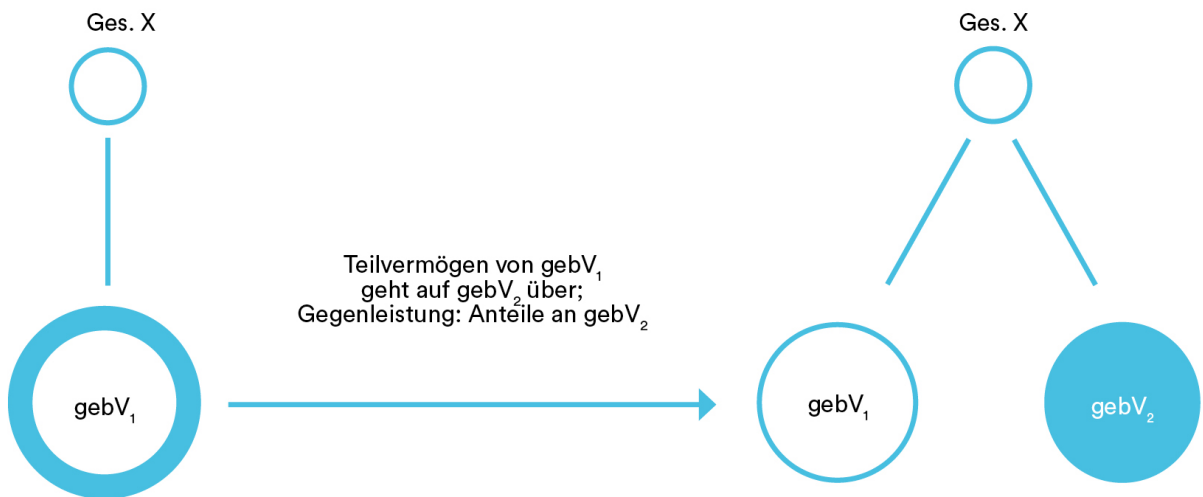 Ges. X
Ges. X
Teilvermögen von gebV₁
geht auf gebV₂ über;
Gegenleistung: Anteile an gebV₂
gebV₁
gebV₁
gebV₂